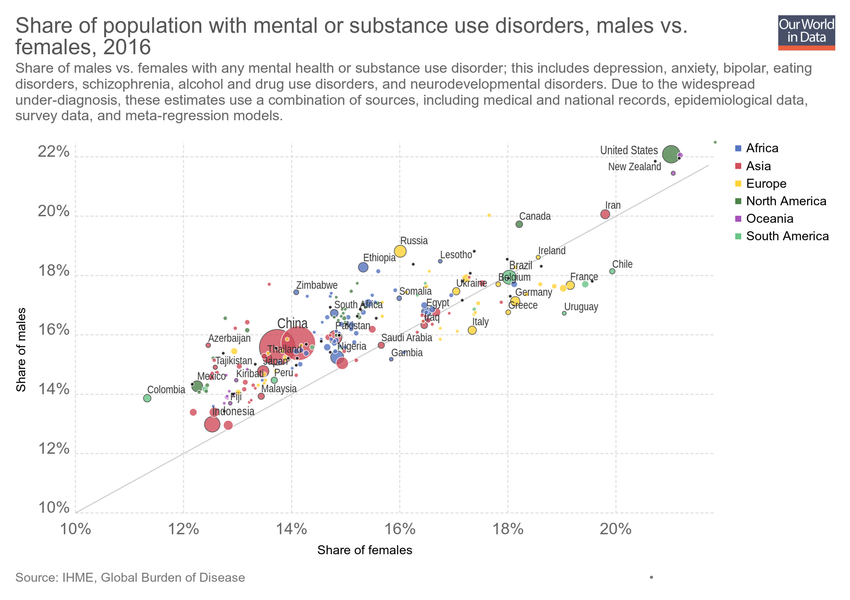 Share of population with mental or substance use disorders, males vs.
females, 2016
Our World
in Data
Share of males vs. females with any mental health or substance use disorder; this includes depression, anxiety, bipolar, eating
disorders, schizophrenia, alcohol and drug use disorders, and neurodevelopmental disorders. Due to the widespread
under-diagnosis, these estimates use a combination of sources, including medical and national records, epidemiological data,
survey data, and meta-regression models.
22%
20%
18%
16%
14%
12%
10%
Share of males
United States
New Zealand
Iran
Canada
Russia
Ethiopia
Lesotho
Ireland
Brazil
Chile
Belgium
France
Zimbabwe
Somalia
Ukraine
Germany
South Africa
Egypt
Greece
Uruguay
China
Pakistan
Iraq
Italy
Azerbaijan
Saudi Arabia
Thailand
Nigeria
Gambia
Tajikistan
Japan
Mexico
Kiribati
Peru
Colombia
Fiji
Malaysia
Indonesia
10%
12%
14%
16%
18%
20%
Share of females
Africa
Asia
Europe
North America
Oceania
South America
Source: IHME, Global Burden of Disease